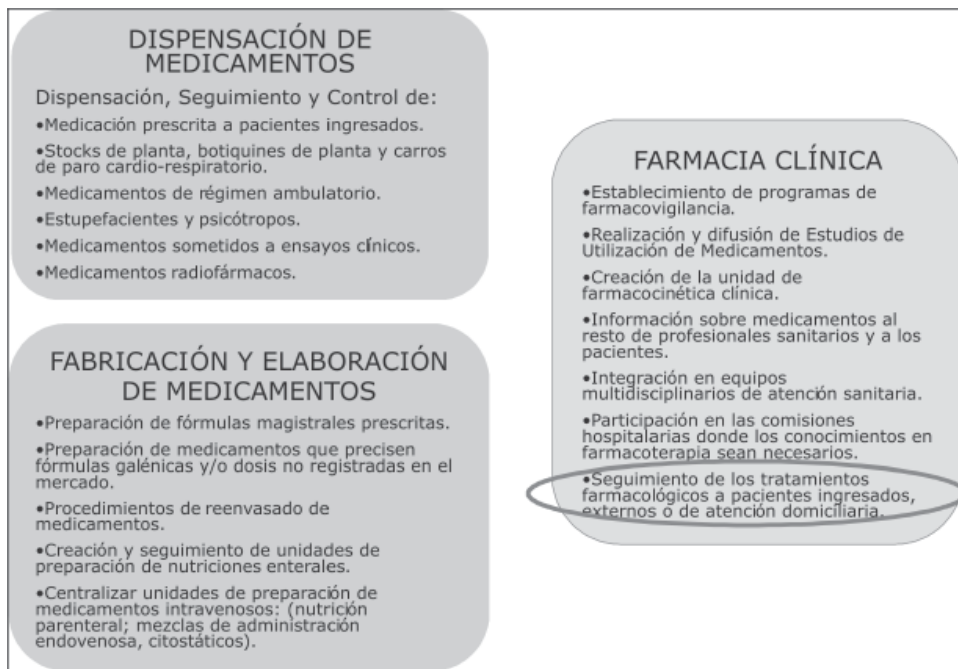 DISPENSACIÓN DE
MEDICAMENTOS
Dispensación, Seguimiento y Control de:
•Medicación prescrita a pacientes ingresados.
•Stocks de planta, botiquines de planta y carros
de paro cardio-respiratorio.
•Medicamentos de régimen ambulatorio.
•Estupefacientes y psicótropos.
•Medicamentos sometidos a ensayos clínicos.
•Medicamentos radiofármacos.
FABRICACIÓN Y ELABORACIÓN
DE MEDICAMENTOS
•Preparación de fórmulas magistrales prescritas.
•Preparación de medicamentos que precisen
fórmulas galénicas y/o dosis no registradas en el
mercado.
•Procedimientos de reenvasado de
medicamentos.
•Creación y seguimiento de unidades de
preparación de nutriciones enterales.
•Centralizar unidades de preparación de
medicamentos intravenosos: (nutrición
parenteral; mezclas de administración
endovenosa, citostáticos).
FARMACIA CLÍNICA
•Establecimiento de programas de
farmacovigilancia.
•Realización y difusión de Estudios de
Utilización de Medicamentos.
•Creación de la unidad de
farmacocinética clínica.
•Información sobre medicamentos al
resto de profesionales sanitarios y a los
pacientes.
•Integración en equipos
multidisciplinarios de atención sanitaria.
•Participación en las comisiones
hospitalarias donde los conocimientos en
farmacoterapia sean necesarios.
•Seguimiento de los tratamientos
farmacológicos a pacientes ingresados,
externos o de atención domiciliaria.